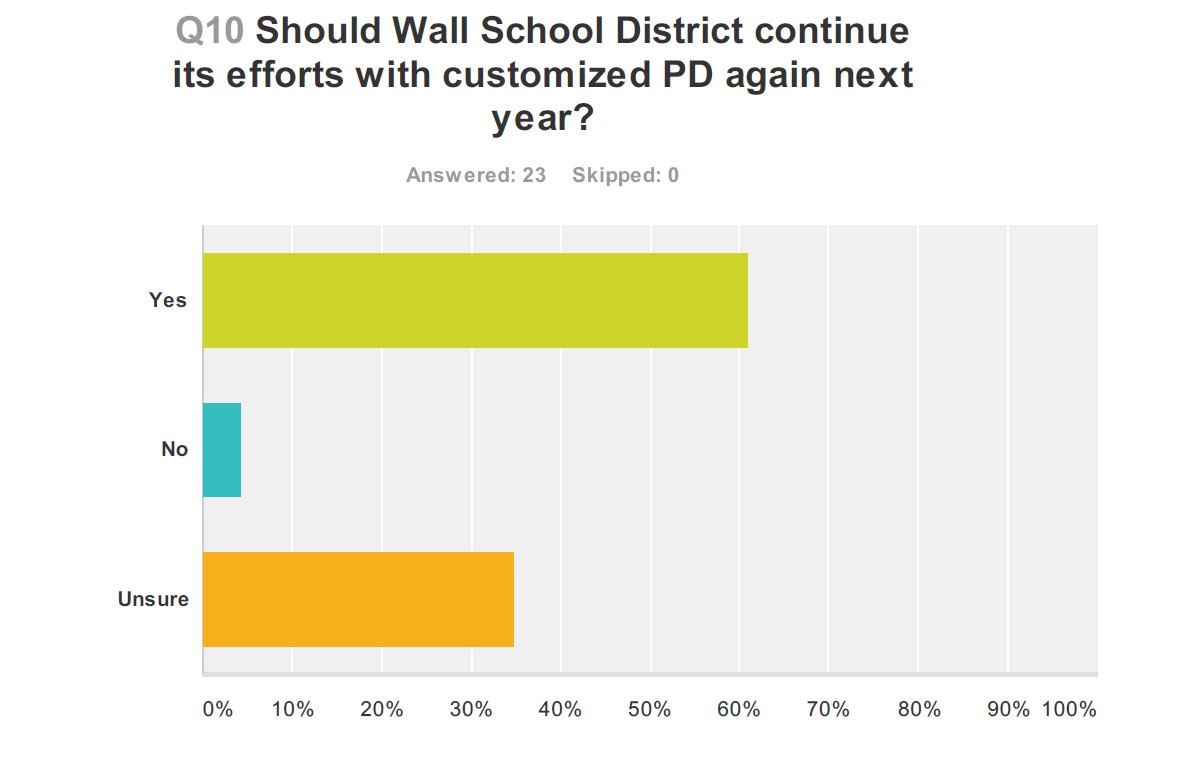 Q10 Should Wall School District continue
its efforts with customized PD again next
year?
Answered: 23 Skipped: 0
Yes
No
Unsure
0% 10% 20% 30% 40% 50% 60% 70% 80% 90% 100%